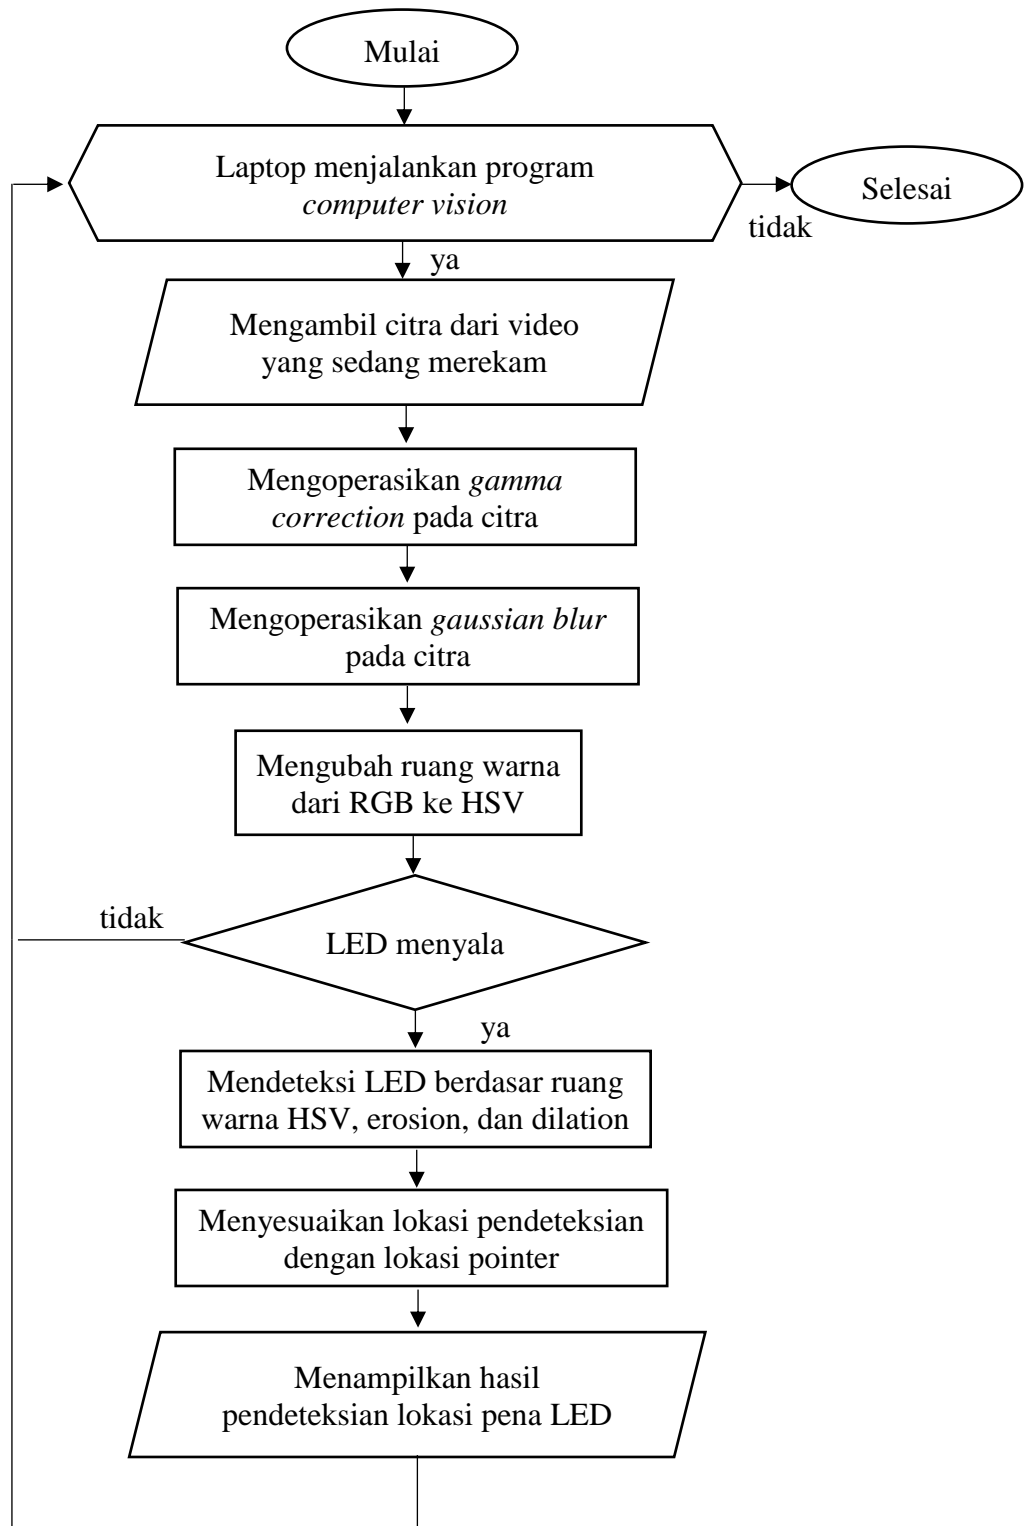 Mulai
Laptop menjalankan program
computer vision
Selesai
tidak
ya
Mengambil citra dari video
yang sedang merekam
Mengoperasikan gamma
correction pada citra
Mengoperasikan gaussian blur
pada citra
Mengubah ruang warna
dari RGB ke HSV
tidak
LED menyala
ya
Mendeteksi LED berdasar ruang
warna HSV, erosion, dan dilation
Menyesuaikan lokasi pendeteksian
dengan lokasi pointer
Menampilkan hasil
pendeteksian lokasi pena LED